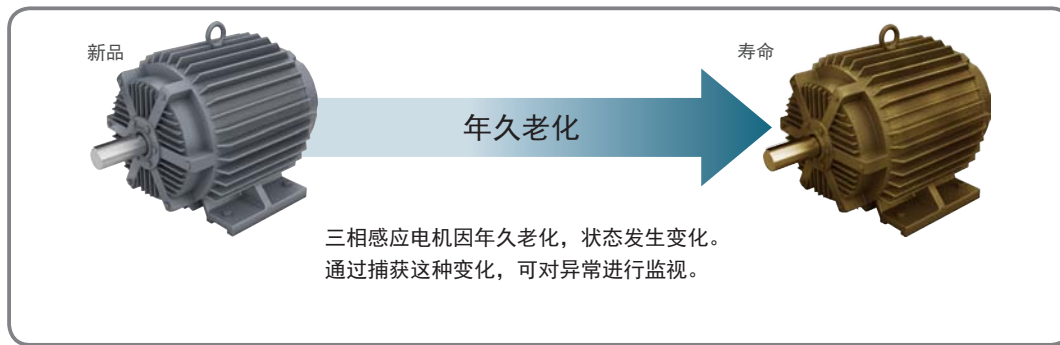 新品
寿命
年久老化
三相感应电机因年久老化，状态发生变化。
通过捕获这种变化，可对异常进行监视。